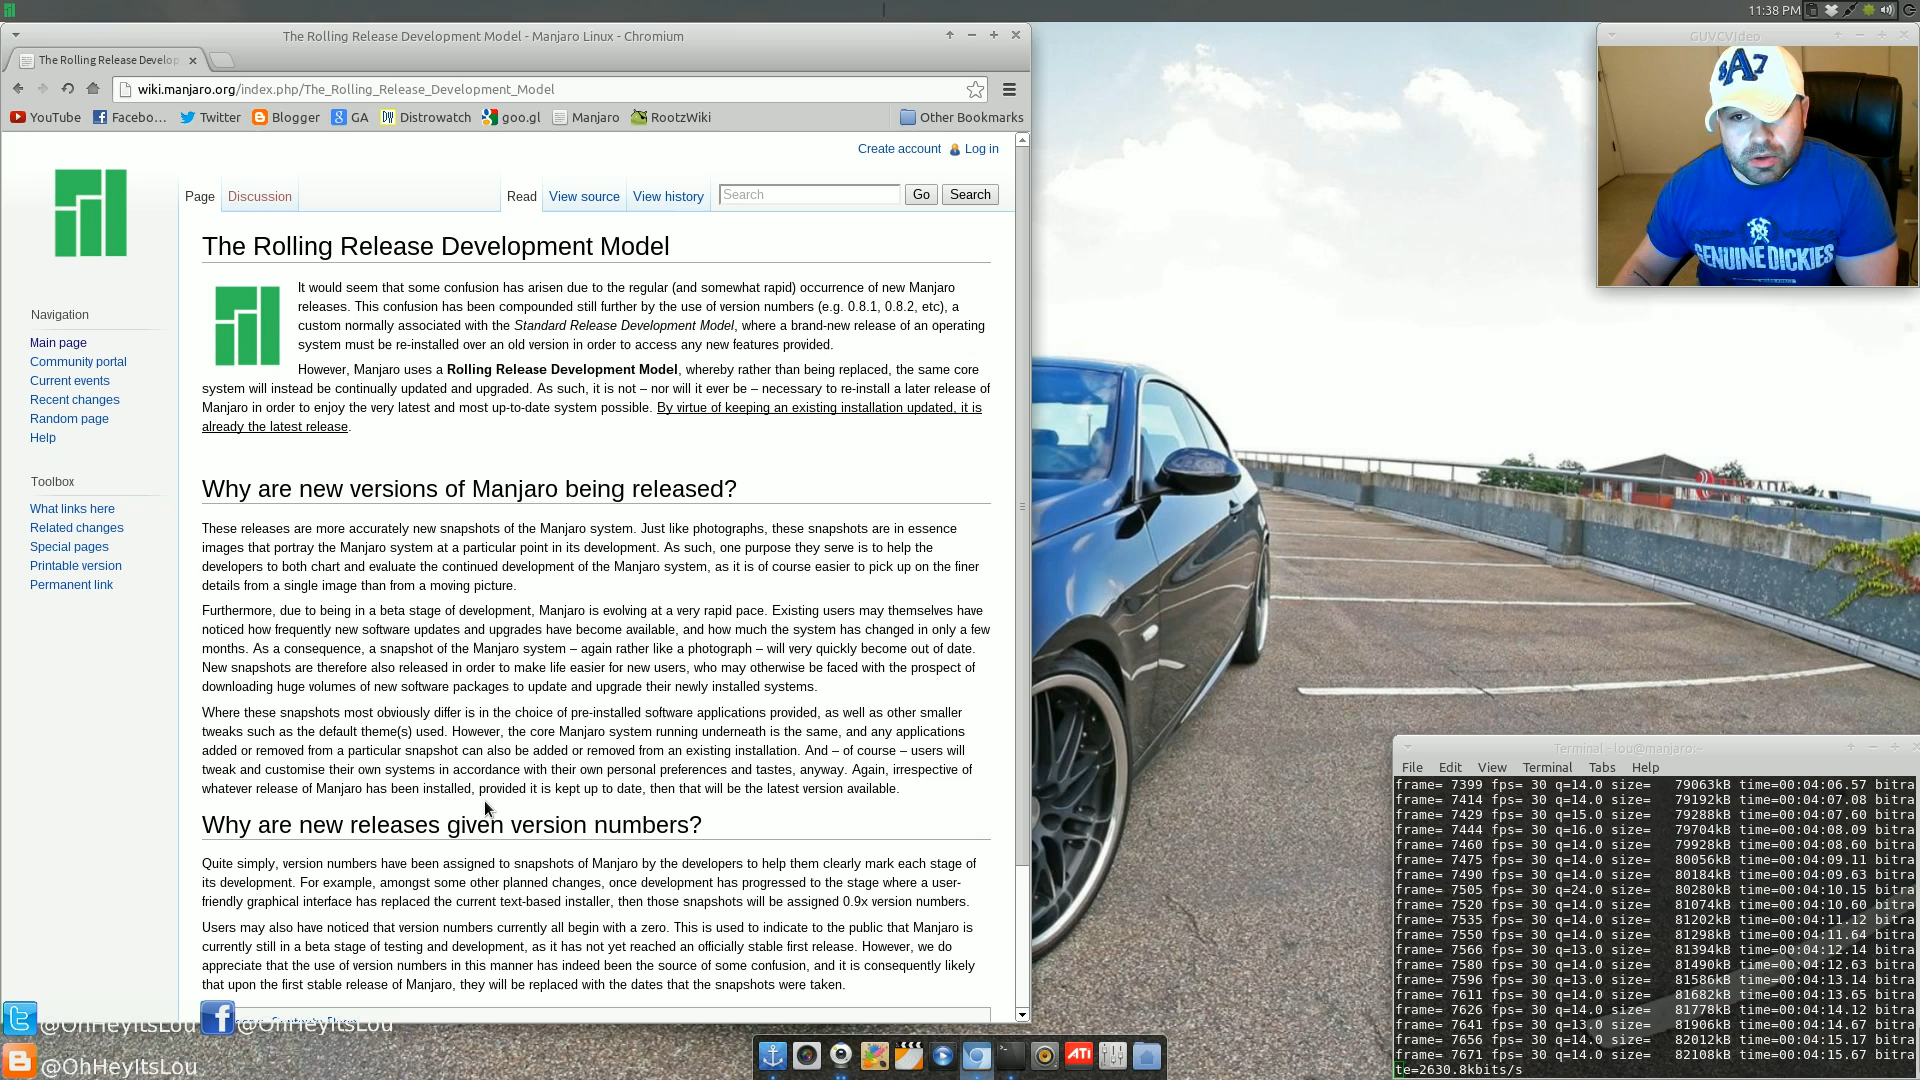 11:38 PM
The Rolling Release Development Model - Manjaro Linux - Chromium
The Rolling Release Develop
wiki.manjaro.org/index.php/The_Rolling_Release_Development_Model
YouTube Facebo... Twitter Blogger GA Distrowatch goo.gl Manjaro RootzWiki Other Bookmarks
Create account Log in
Page Discussion Read View source View history Search Go Search
The Rolling Release Development Model
It would seem that some confusion has arisen due to the regular (and somewhat rapid) occurrence of new Manjaro
releases. This confusion has been compounded still further by the use of version numbers (e.g. 0.8.1, 0.8.2, etc), a
custom normally associated with the Standard Release Development Model, where a brand-new release of an operating
system must be re-installed over an old version in order to access any new features provided.
However, Manjaro uses a Rolling Release Development Model, whereby rather than being replaced, the same core
system will instead be continually updated and upgraded. As such, it is not – nor will it ever be – necessary to re-install a later release of
Manjaro in order to enjoy the very latest and most up-to-date system possible. By virtue of keeping an existing installation updated, it is
already the latest release.
Navigation
Main page
Community portal
Current events
Recent changes
Random page
Help
Toolbox
What links here
Related changes
Special pages
Printable version
Permanent link
Why are new versions of Manjaro being released?
These releases are more accurately new snapshots of the Manjaro system. Just like photographs, these snapshots are in essence
images that portray the Manjaro system at a particular point in its development. As such, one purpose they serve is to help the
developers to both chart and evaluate the continued development of the Manjaro system, as it is of course easier to pick up on the finer
details from a single image than from a moving picture.
Furthermore, due to being in a beta stage of development, Manjaro is evolving at a very rapid pace. Existing users may themselves have
noticed how frequently new software updates and upgrades have become available, and how much the system has changed in only a few
months. As a consequence, a snapshot of the Manjaro system – again rather like a photograph – will very quickly become out of date.
New snapshots are therefore also released in order to make life easier for new users, who may otherwise be faced with the prospect of
downloading huge volumes of new software packages to update and upgrade their newly installed systems.
Where these snapshots most obviously differ is in the choice of pre-installed software applications provided, as well as other smaller
tweaks such as the default theme(s) used. However, the core Manjaro system running underneath is the same, and any applications
added or removed from a particular snapshot can also be added or removed from an existing installation. And – of course – users will
tweak and customise their own systems in accordance with their own personal preferences and tastes, anyway. Again, irrespective of
whatever release of Manjaro has been installed, provided it is kept up to date, then that will be the latest version available.
Why are new releases given version numbers?
Quite simply, version numbers have been assigned to snapshots of Manjaro by the developers to help them clearly mark each stage of
its development. For example, amongst some other planned changes, once development has progressed to the stage where a user-
friendly graphical interface has replaced the current text-based installer, then those snapshots will be assigned 0.9x version numbers.
Users may also have noticed that version numbers currently all begin with a zero. This is used to indicate to the public that Manjaro is
currently still in a beta stage of testing and development, as it has not yet reached an officially stable first release. However, we do
appreciate that the use of version numbers in this manner has indeed been the source of some confusion, and it is consequently likely
that upon the first stable release of Manjaro, they will be replaced with the dates that the snapshots were taken.
@OhHeyItsLou @OhHeyItsLou
@OhHeyItsLou
GUVCVIdeo
A7
GENUINE DICKIES
ATI
Terminal - lou@manjaro:~
File Edit View Terminal Tabs Help
frame= 7399 fps= 30 q=14.0 size= 79063kB time=00:04:06.57 bitra
frame= 7414 fps= 30 q=14.0 size= 79192kB time=00:04:07.08 bitra
frame= 7429 fps= 30 q=15.0 size= 79288kB time=00:04:07.60 bitra
frame= 7444 fps= 30 q=16.0 size= 79704kB time=00:04:08.09 bitra
frame= 7460 fps= 30 q=14.0 size= 79928kB time=00:04:08.60 bitra
frame= 7475 fps= 30 q=14.0 size= 80056kB time=00:04:09.11 bitra
frame= 7490 fps= 30 q=14.0 size= 80184kB time=00:04:09.63 bitra
frame= 7505 fps= 30 q=24.0 size= 80280kB time=00:04:10.15 bitra
frame= 7520 fps= 30 q=14.0 size= 81074kB time=00:04:10.60 bitra
frame= 7535 fps= 30 q=14.0 size= 81202kB time=00:04:11.12 bitra
frame= 7550 fps= 30 q=14.0 size= 81298kB time=00:04:11.64 bitra
frame= 7566 fps= 30 q=13.0 size= 81394kB time=00:04:12.14 bitra
frame= 7580 fps= 30 q=14.0 size= 81490kB time=00:04:12.63 bitra
frame= 7596 fps= 30 q=13.0 size= 81586kB time=00:04:13.14 bitra
frame= 7611 fps= 30 q=14.0 size= 81682kB time=00:04:13.65 bitra
frame= 7626 fps= 30 q=14.0 size= 81778kB time=00:04:14.12 bitra
frame= 7641 fps= 30 q=13.0 size= 81906kB time=00:04:14.67 bitra
frame= 7656 fps= 30 q=14.0 size= 82012kB time=00:04:15.17 bitra
frame= 7671 fps= 30 q=14.0 size= 82108kB time=00:04:15.67 bitra
te=2630.8kbits/s